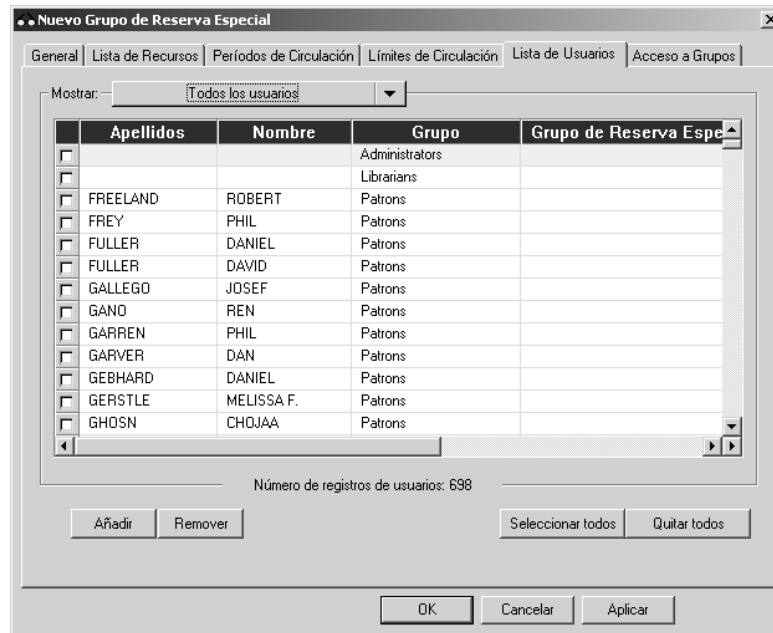 Nuevo Grupo de Reserva Especial
General Lista de Recursos Períodos de Circulación Límites de Circulación Lista de Usuarios Acceso a Grupos
Mostrar: Todos los usuarios
Apellidos Nombre Grupo Grupo de Reserva Espe
Administrators
Librarians
FREELAND ROBERT Patrons
FREY PHIL Patrons
FULLER DANIEL Patrons
FULLER DAVID Patrons
GALLEGO JOSEF Patrons
GANO REN Patrons
GARREN PHIL Patrons
GARVER DAN Patrons
GEBHARD DANIEL Patrons
GERSTLE MELISSA F. Patrons
GHOSN CHOJAA Patrons
Número de registros de usuarios: 698
Añadir Remover Seleccionar todos Quitar todos
OK Cancelar Aplicar